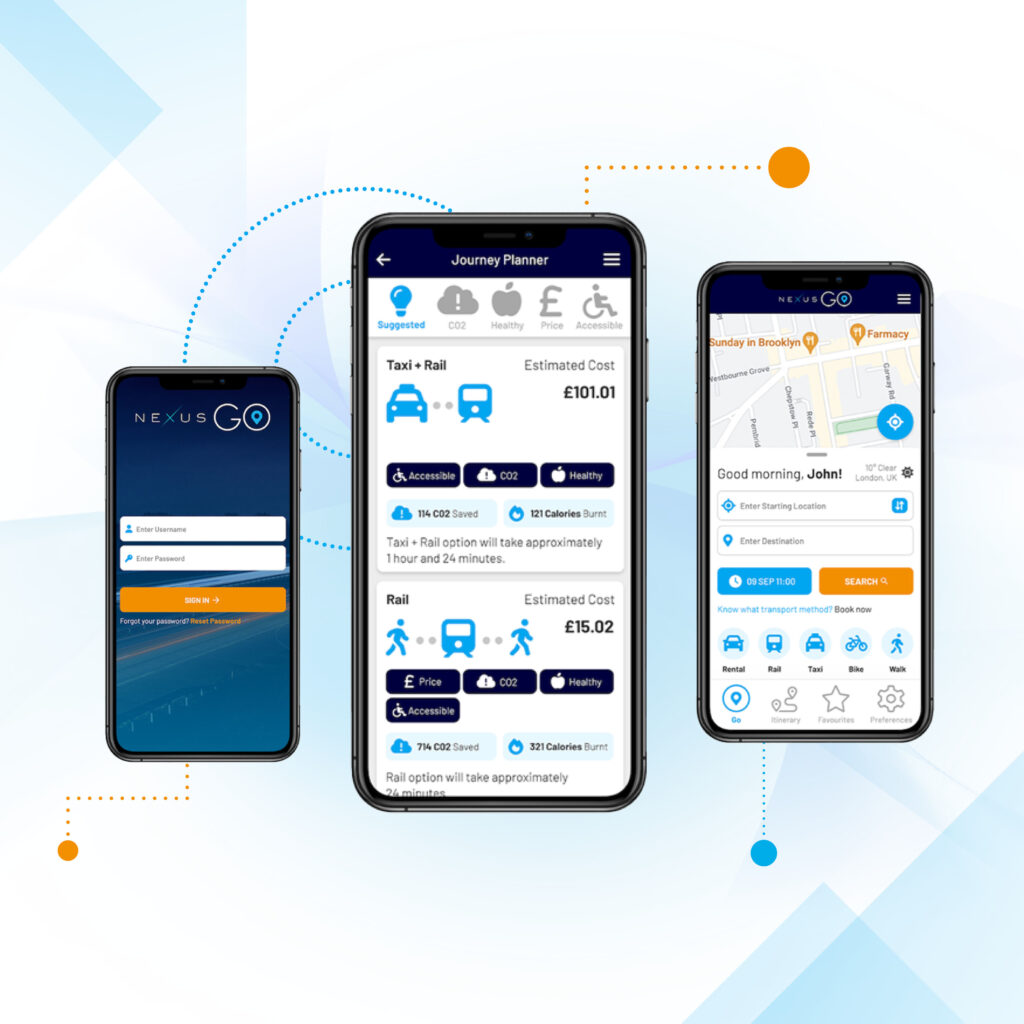 NEXUS GO
Enter Username
Enter Password
SIGN IN →
Forgot your password? Reset Password
Journey Planner
Suggested
CO2
Healthy
Price
Accessible
Taxi + Rail
Estimated Cost
£101.01
Accessible
CO2
Healthy
114 CO2 Saved
121 Calories Burnt
Taxi + Rail option will take approximately
1 hour and 24 minutes.
Rail
Estimated Cost
£15.02
£ Price
CO2
Healthy
Accessible
714 CO2 Saved
321 Calories Burnt
Rail option will take approximately
24 minutes
NEXUS GO
Sunday in Brooklyn
Farmacy
Westbourne Grove
Garway Rd
Chepstow Pl
Rede Pl
Pembrid
Good morning, John!
10° Clear
London, UK
Enter Starting Location
Enter Destination
09 SEP 11:00
SEARCH
Know what transport method? Book now
Rental
Rail
Taxi
Bike
Walk
Go
Itinerary
Favourites
Preferences